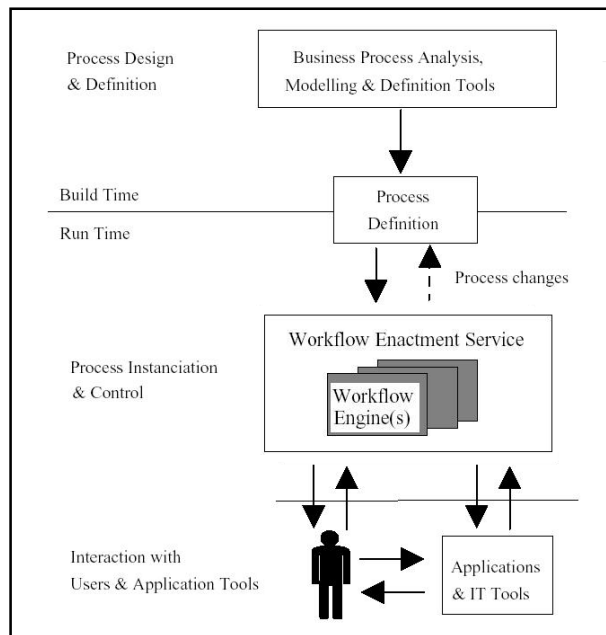 Process Design
& Definition
Business Process Analysis,
Modelling & Definition Tools
Build Time
Run Time
Process
Definition
Process changes
Process Instanciation
& Control
Workflow Enactment Service
Workflow
Engine(s)
Interaction with
Users & Application Tools
Applications
& IT Tools